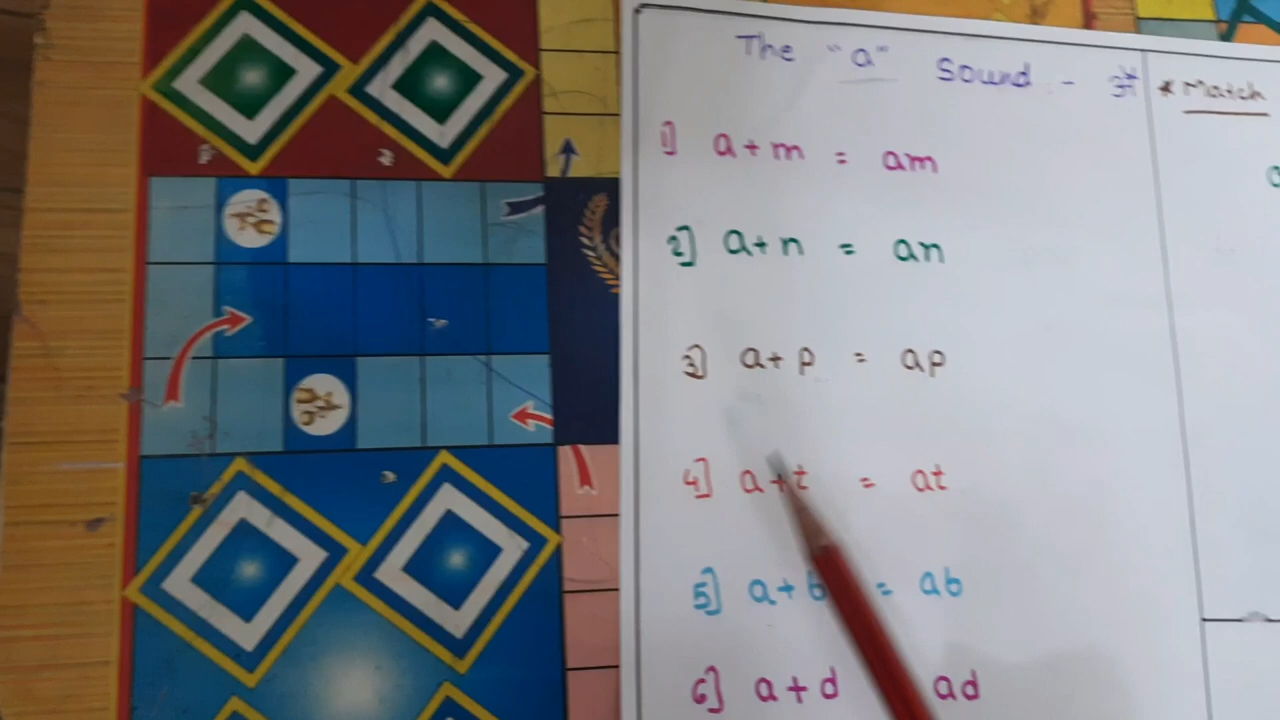 The "a" Sound - अ
1] a+m = am
2] a+n = an
3] a+p = ap
4] a+t = at
5] a+b = ab
6] a+d ad
* Match